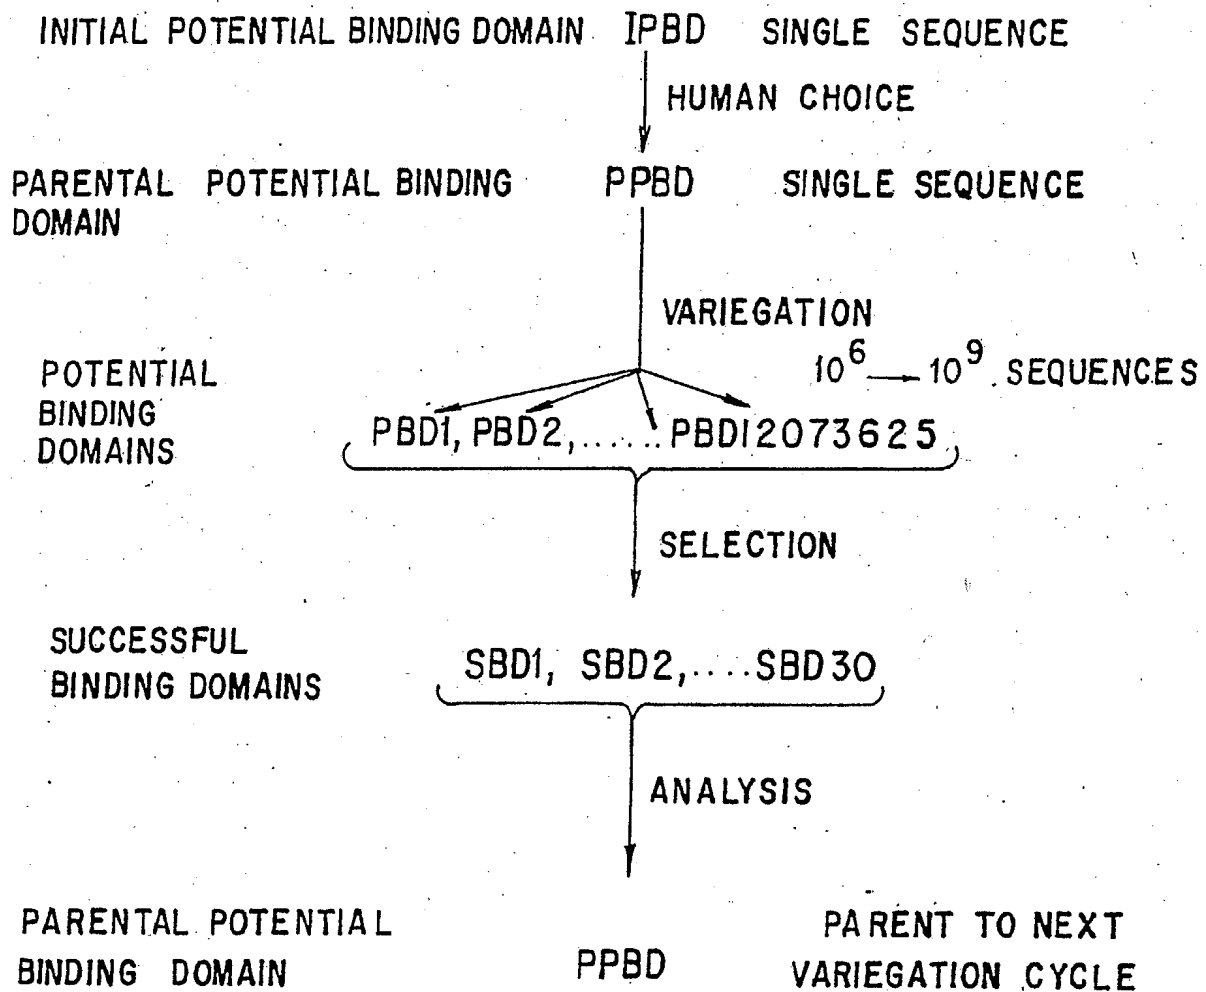 INITIAL POTENTIAL BINDING DOMAIN IPBD SINGLE SEQUENCE
HUMAN CHOICE
PARENTAL POTENTIAL BINDING PPBD SINGLE SEQUENCE
DOMAIN
VARIEGATION
10^6 → 10^9 SEQUENCES
POTENTIAL
BINDING
DOMAINS
PBD1, PBD2, ...... PBD12073625
SELECTION
SUCCESSFUL
BINDING DOMAINS
SBD1, SBD2, .... SBD30
ANALYSIS
PARENTAL POTENTIAL
BINDING DOMAIN
PPBD
PARENT TO NEXT
VARIEGATION CYCLE